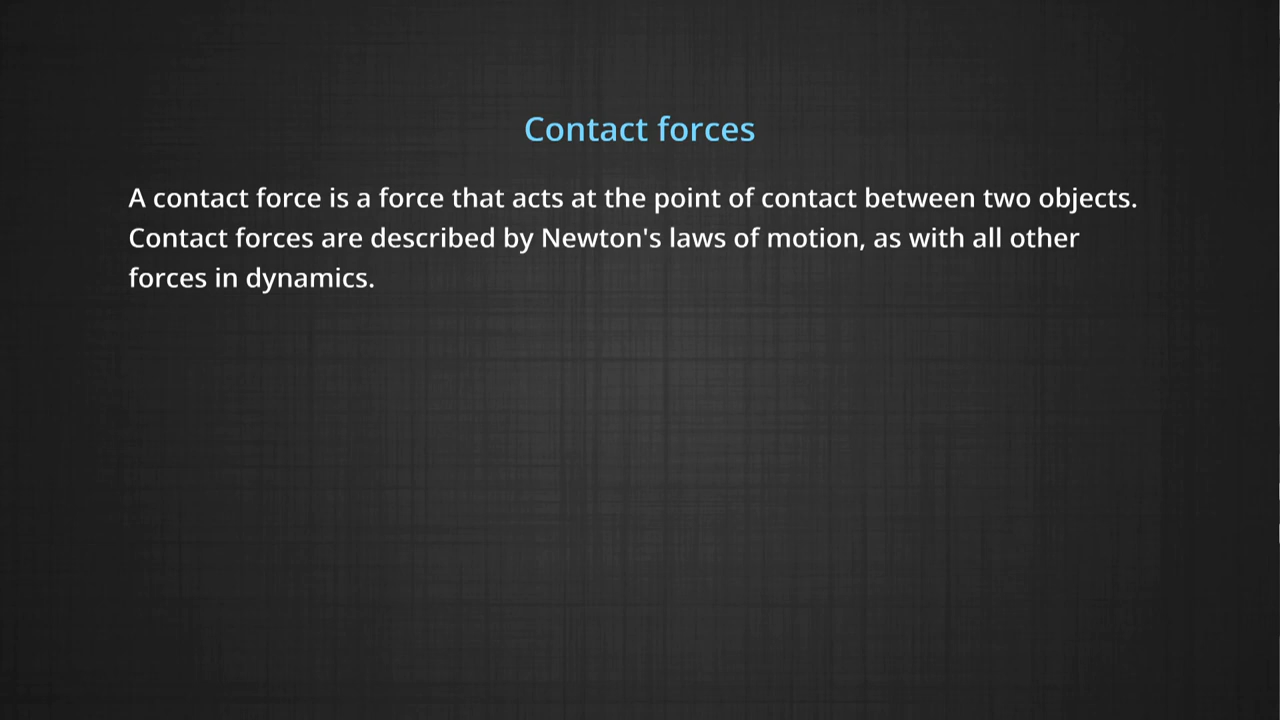 Contact forces
A contact force is a force that acts at the point of contact between two objects.
Contact forces are described by Newton's laws of motion, as with all other
forces in dynamics.